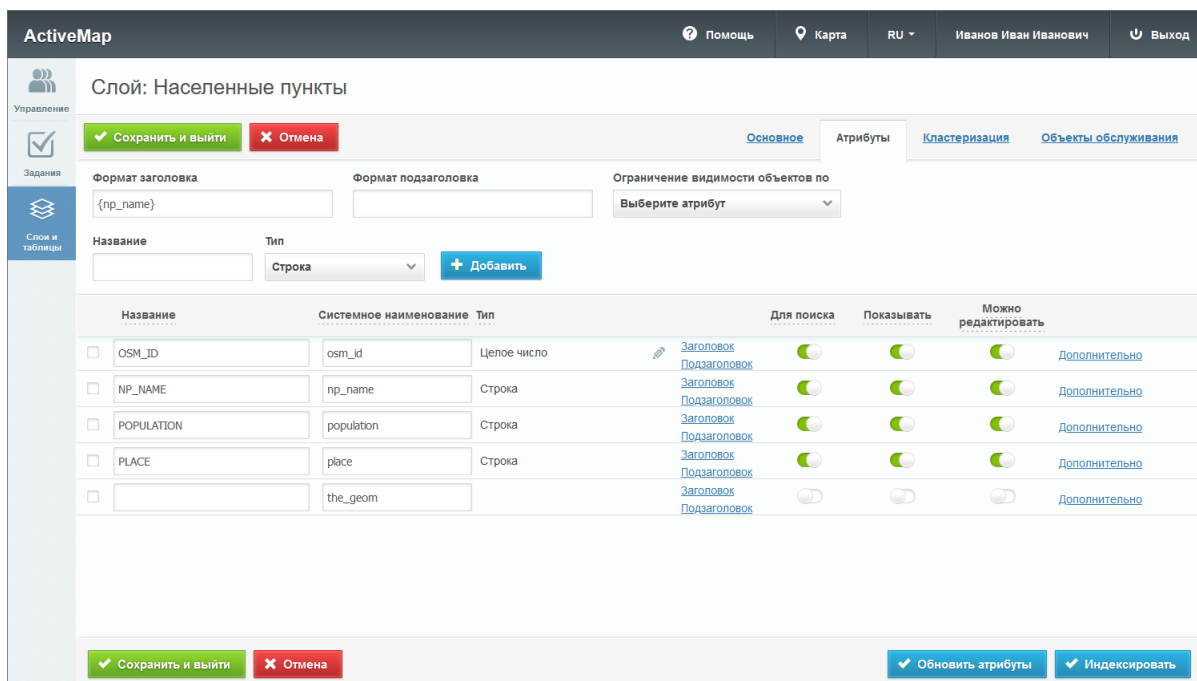 ActiveMap
Помощь
Карта
RU
Иванов Иван Иванович
Выход
Управление
Задания
Слои и
таблицы
Слой: Населенные пункты
Сохранить и выйти
Отмена
Основное
Атрибуты
Кластеризация
Объекты обслуживания
Формат заголовка
Формат подзаголовка
Ограничение видимости объектов по
{np_name}
Выберите атрибут
Название
Тип
Строка
Добавить
Название
Системное наименование
Тип
Для поиска
Показывать
Можно
редактировать
OSM_ID
osm_id
Целое число
Заголовок
Подзаголовок
Дополнительно
NP_NAME
np_name
Строка
Заголовок
Подзаголовок
Дополнительно
POPULATION
population
Строка
Заголовок
Подзаголовок
Дополнительно
PLACE
place
Строка
Заголовок
Подзаголовок
Дополнительно
the_geom
Заголовок
Подзаголовок
Дополнительно
Сохранить и выйти
Отмена
Обновить атрибуты
Индексировать